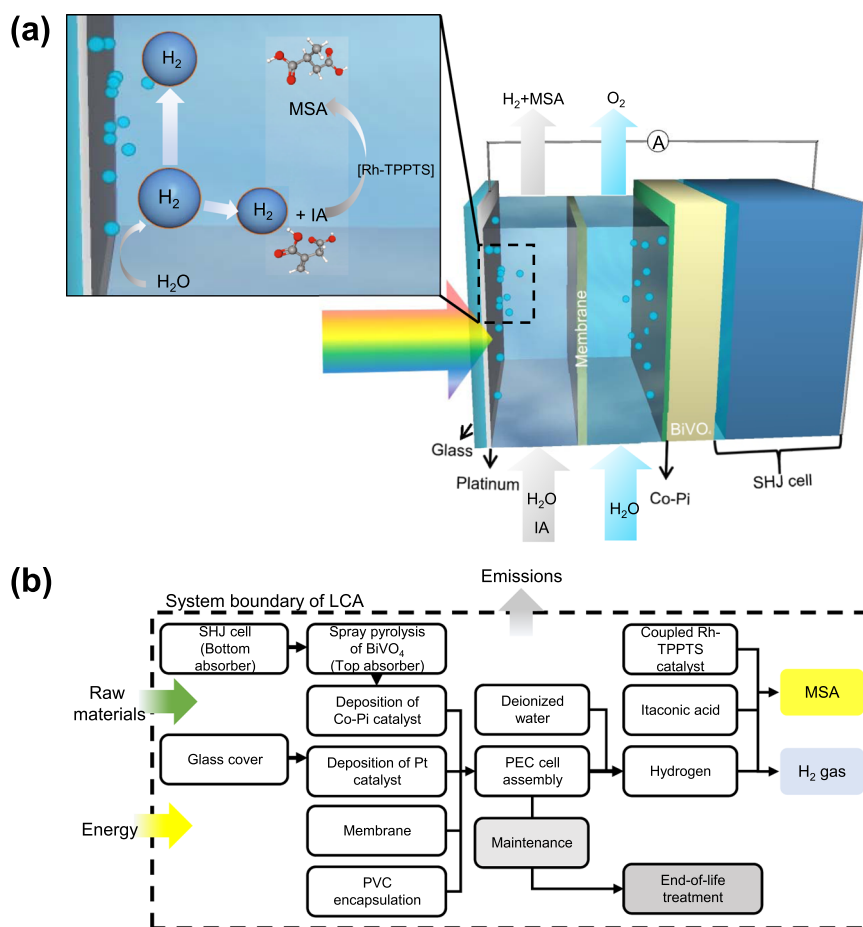 (a)
H₂
MSA
[Rh-TPPTS]
H₂
H₂
+ IA
H₂O
H₂+MSA
O₂
A
Membrane
BiVO
Glass
Platinum
H₂O
IA
H₂O
Co-Pi
SHJ cell
(b)
Emissions
System boundary of LCA
SHJ cell
(Bottom
absorber)
Spray pyrolysis
of BiVO₄
(Top absorber)
Coupled Rh-
TPPTS
catalyst
Raw
materials
Deposition of
Co-Pi catalyst
Deionized
water
Itaconic acid
MSA
Glass cover
Deposition of Pt
catalyst
PEC cell
assembly
Hydrogen
H₂ gas
Energy
Membrane
Maintenance
PVC
encapsulation
End-of-life
treatment